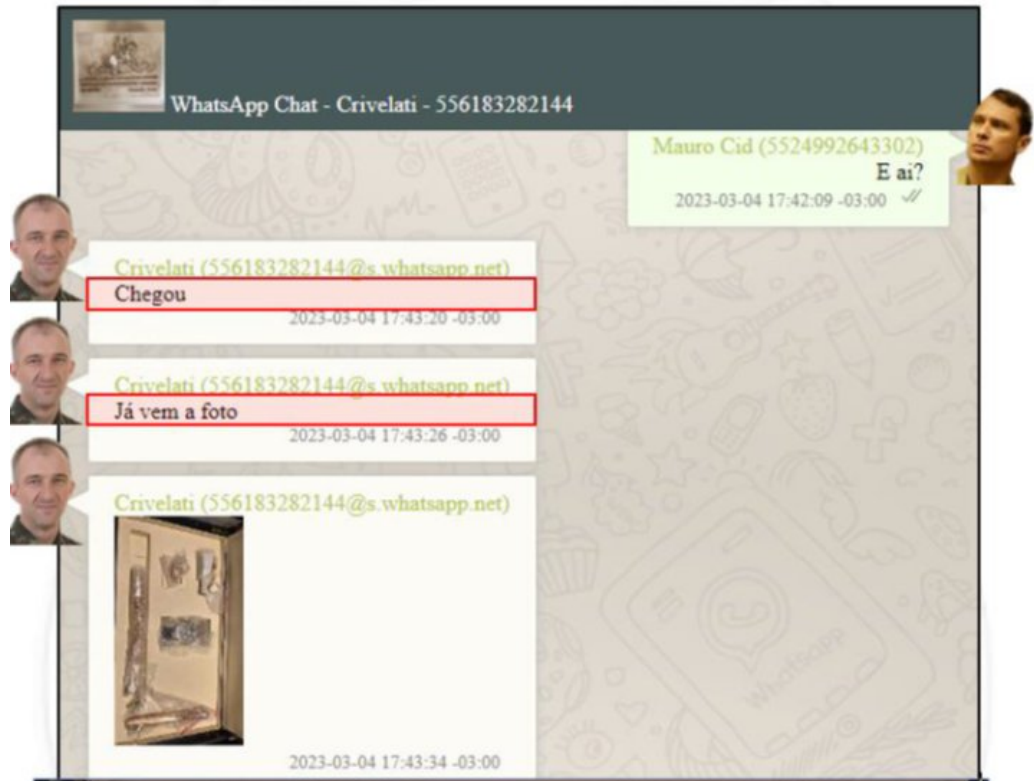 WhatsApp Chat - Crivelati - 556183282144
Mauro Cid (5524992643302)
E ai?
2023-03-04 17:42:09 -03:00
Crivelati (556183282144@s.whatsapp.net)
Chegou
2023-03-04 17:43:20 -03:00
Crivelati (556183282144@s.whatsapp.net)
Já vem a foto
2023-03-04 17:43:26 -03:00
Crivelati (556183282144@s.whatsapp.net)
2023-03-04 17:43:34 -03:00
WhatsApp